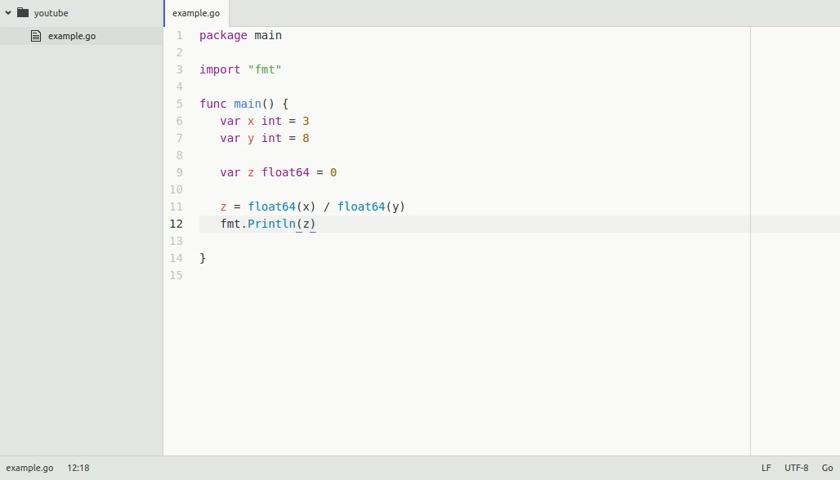 youtube
example.go
example.go
1 package main
2
3 import "fmt"
4
5 func main() {
6 var x int = 3
7 var y int = 8
8
9 var z float64 = 0
10
11 z = float64(x) / float64(y)
12 fmt.Println(z)
13
14 }
15
example.go 12:18 LF UTF-8 Go